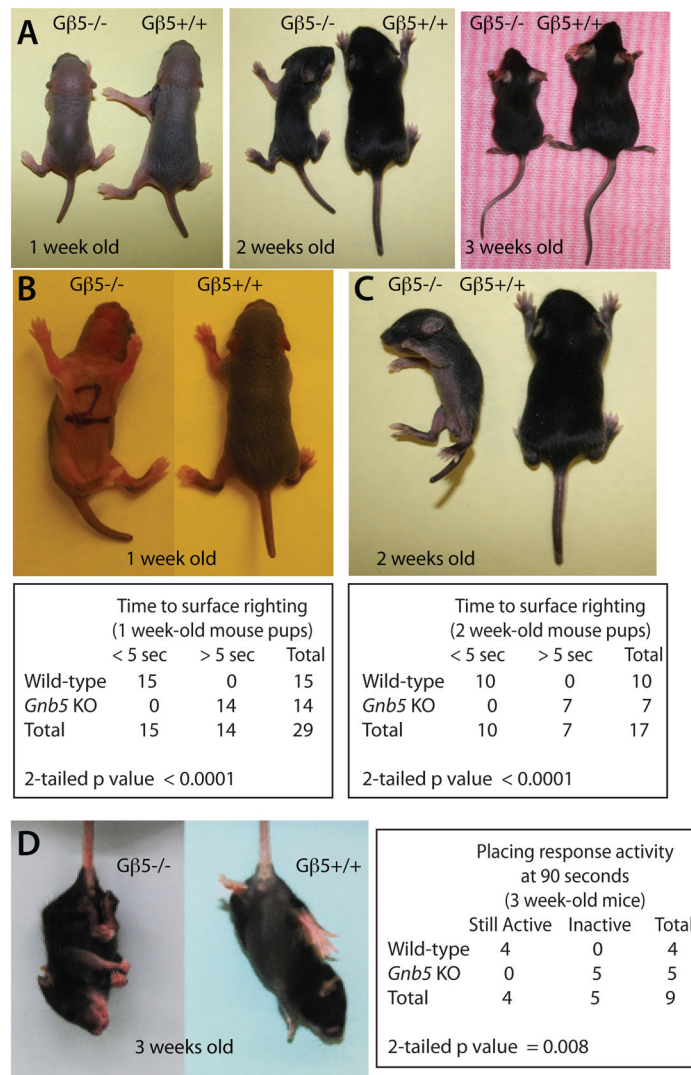 A
Gβ5-/- Gβ5+/+
1 week old
Gβ5-/- Gβ5+/+
2 weeks old
Gβ5-/- Gβ5+/+
3 weeks old
B
Gβ5-/- Gβ5+/+
2
1 week old
C
Gβ5-/- Gβ5+/+
2 weeks old
Time to surface righting
(1 week-old mouse pups)
< 5 sec > 5 sec Total
Wild-type 15 0 15
Gnb5 KO 0 14 14
Total 15 14 29
2-tailed p value < 0.0001
Time to surface righting
(2 week-old mouse pups)
< 5 sec > 5 sec Total
Wild-type 10 0 10
Gnb5 KO 0 7 7
Total 10 7 17
2-tailed p value < 0.0001
D
Gβ5-/- Gβ5+/+
3 weeks old
Placing response activity
at 90 seconds
(3 week-old mice)
Still Active Inactive Total
Wild-type 4 0 4
Gnb5 KO 0 5 5
Total 4 5 9
2-tailed p value = 0.008